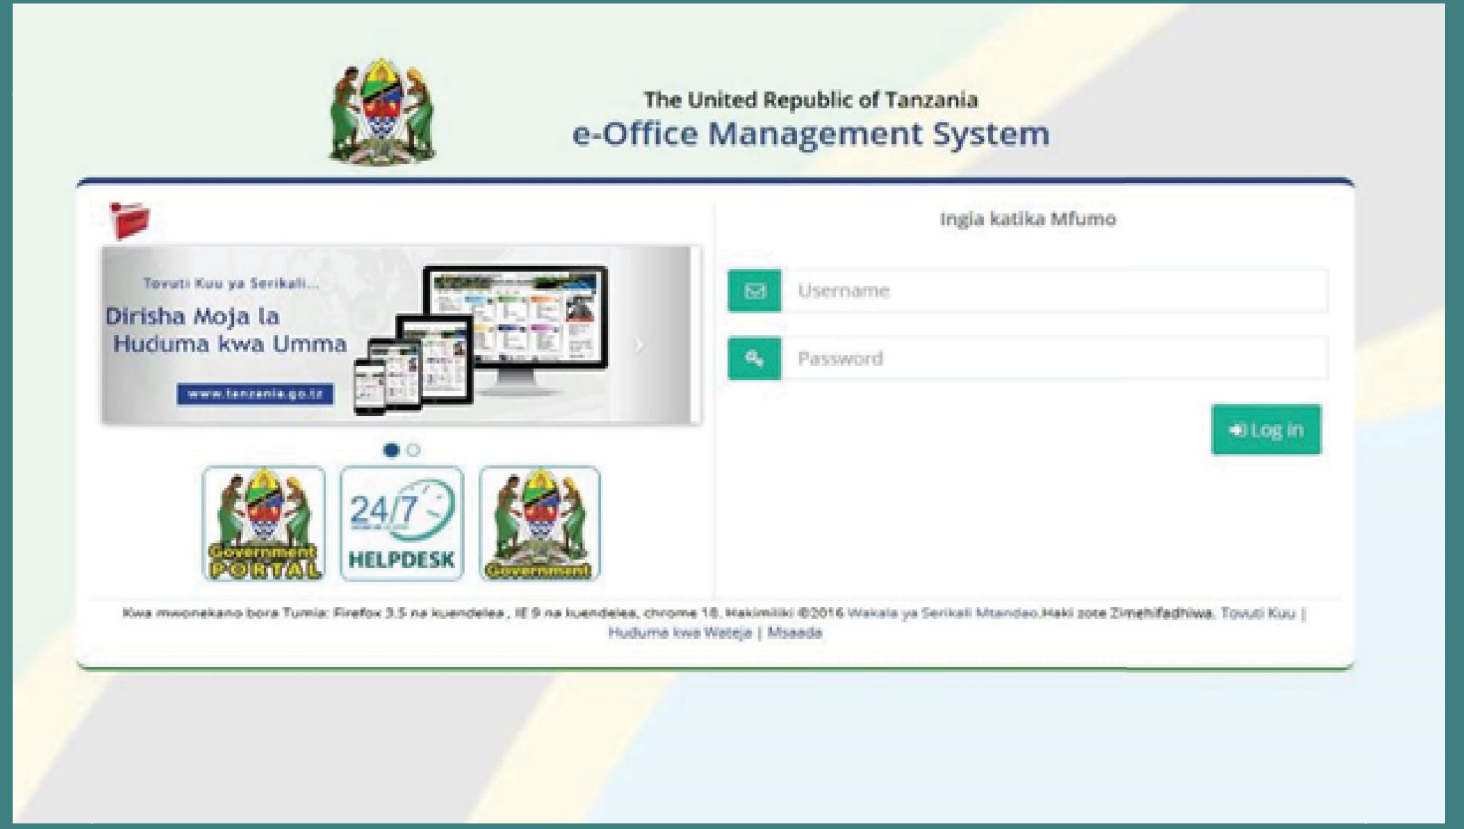 The United Republic of Tanzania
e-Office Management System
Tovuti Kuu ya Serikali...
Dirisha Moja la
Huduma kwa Umma
www.tanzania.go.tz
Government
PORTAL
24/7
HELPDESK
Government
Ingia katika Mfumo
Username
Password
Log in
Kwa mwonekano bora Tumia: Firefox 3.5 na kuendelea , IE 9 na kuendelea, chrome 18. Hakimiliki ©2016 Wakala ya Serikali Mtandao.Haki zote Zimehifadhiwa. Tovuti Kuu |
Huduma kwa Wateja | Msaada